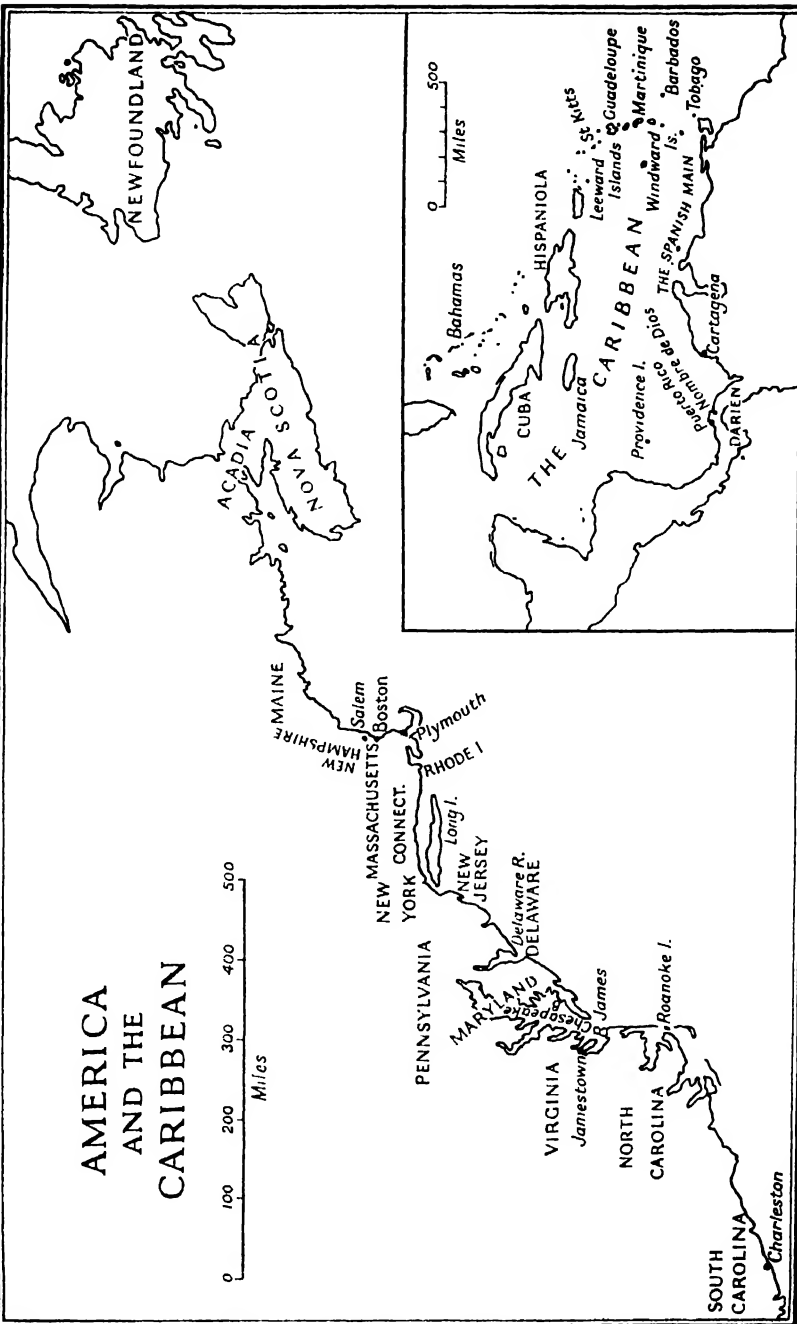 AMERICA
AND THE
CARIBBEAN
0 100 200 300 400 500
Miles
NEWFOUNDLAND
ACADIA
NOVA SCOTIA
MAINE
NEW
HAMPSHIRE
Salem
Boston
MASSACHUSETTS
Plymouth
RHODE I
CONNECT.
NEW
YORK
Long I.
NEW
JERSEY
PENNSYLVANIA
Delaware R.
DELAWARE
MARYLAND
Chesapeake
B
VIRGINIA
Jamestown
R James
Roanoke I.
NORTH
CAROLINA
SOUTH
CAROLINA
Charleston
0 500
Miles
Bahamas
CUBA
HISPANIOLA
Jamaica
St Kitts
Leeward
Islands
Guadeloupe
Martinique
Windward
Is.
Barbados
Tobago
THE CARIBBEAN
THE SPANISH MAIN
Providence I.
Puerto Rico
Nombre de Dios
Cartagena
DARIEN